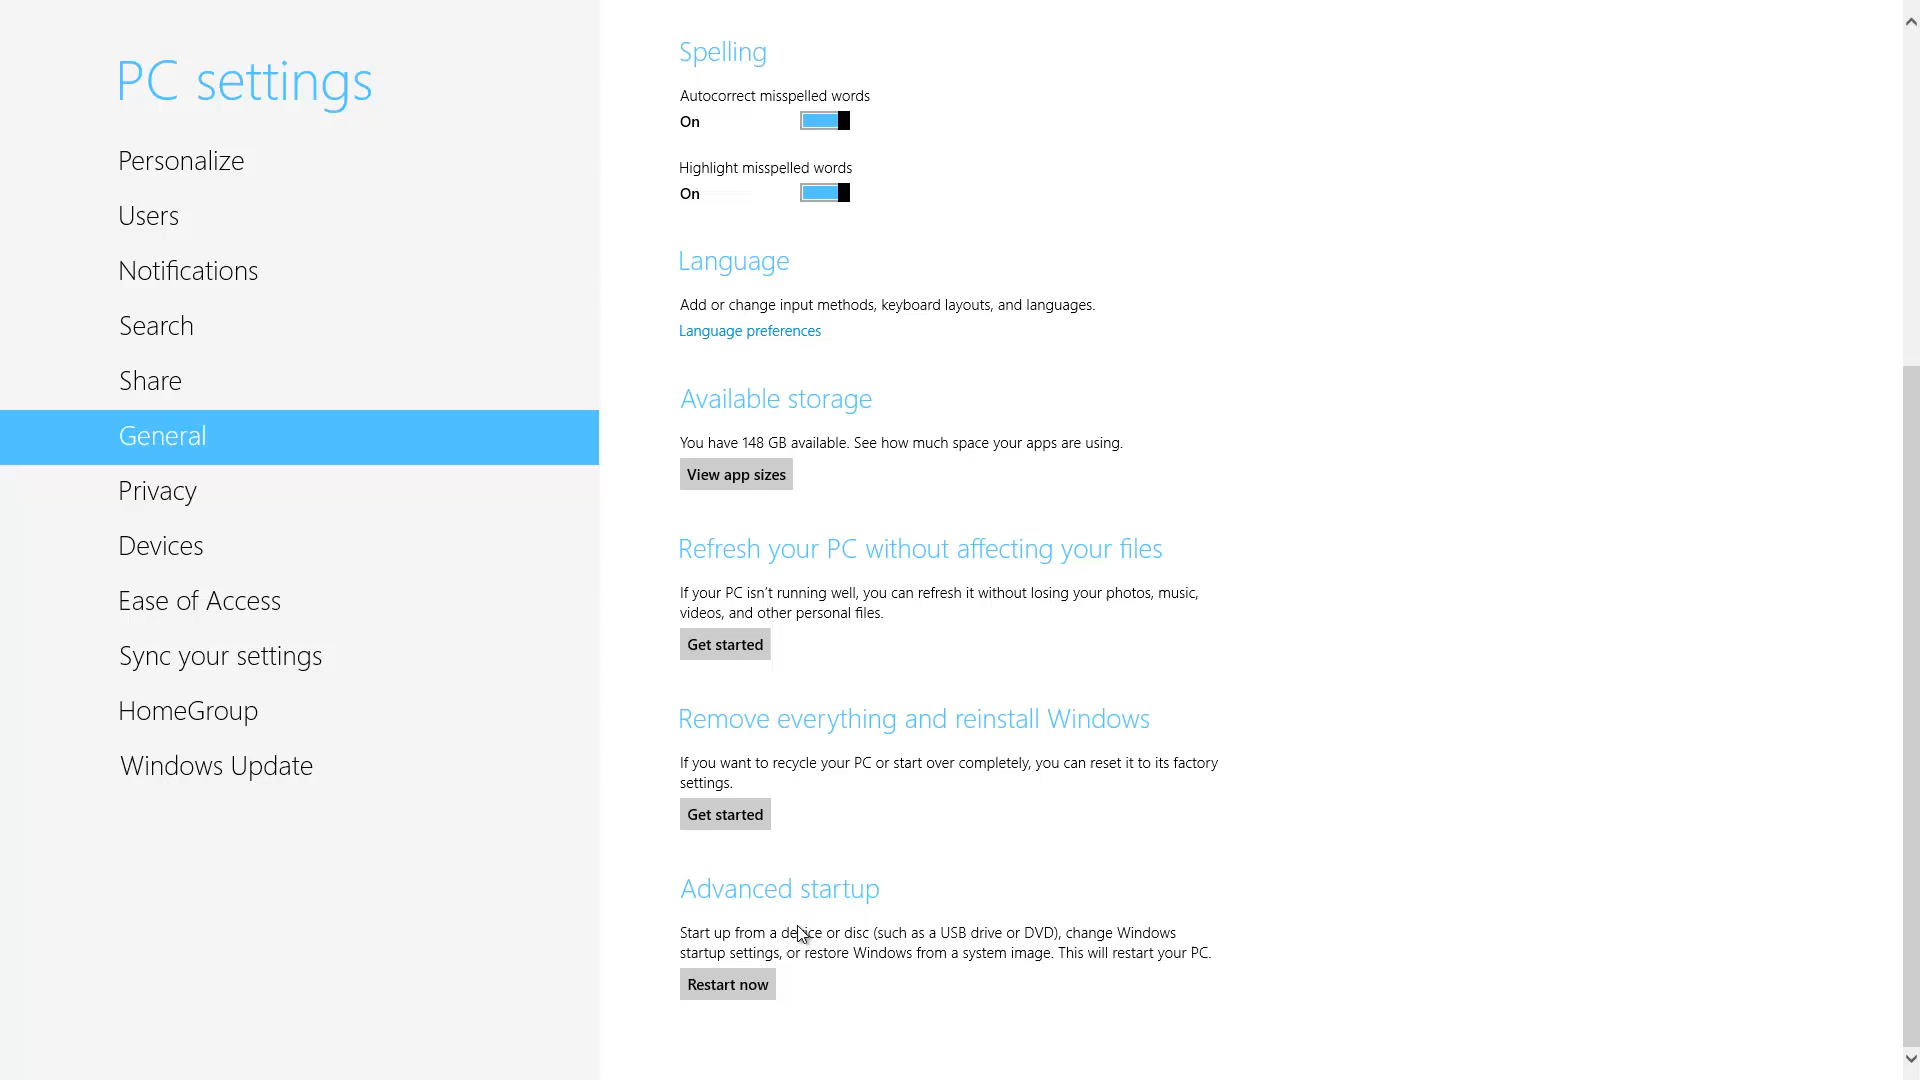 PC settings
Personalize
Users
Notifications
Search
Share
General
Privacy
Devices
Ease of Access
Sync your settings
HomeGroup
Windows Update
Spelling
Autocorrect misspelled words
On
Highlight misspelled words
On
Language
Add or change input methods, keyboard layouts, and languages.
Language preferences
Available storage
You have 148 GB available. See how much space your apps are using.
View app sizes
Refresh your PC without affecting your files
If your PC isn’t running well, you can refresh it without losing your photos, music,
videos, and other personal files.
Get started
Remove everything and reinstall Windows
If you want to recycle your PC or start over completely, you can reset it to its factory
settings.
Get started
Advanced startup
Start up from a device or disc (such as a USB drive or DVD), change Windows
startup settings, or restore Windows from a system image. This will restart your PC.
Restart now